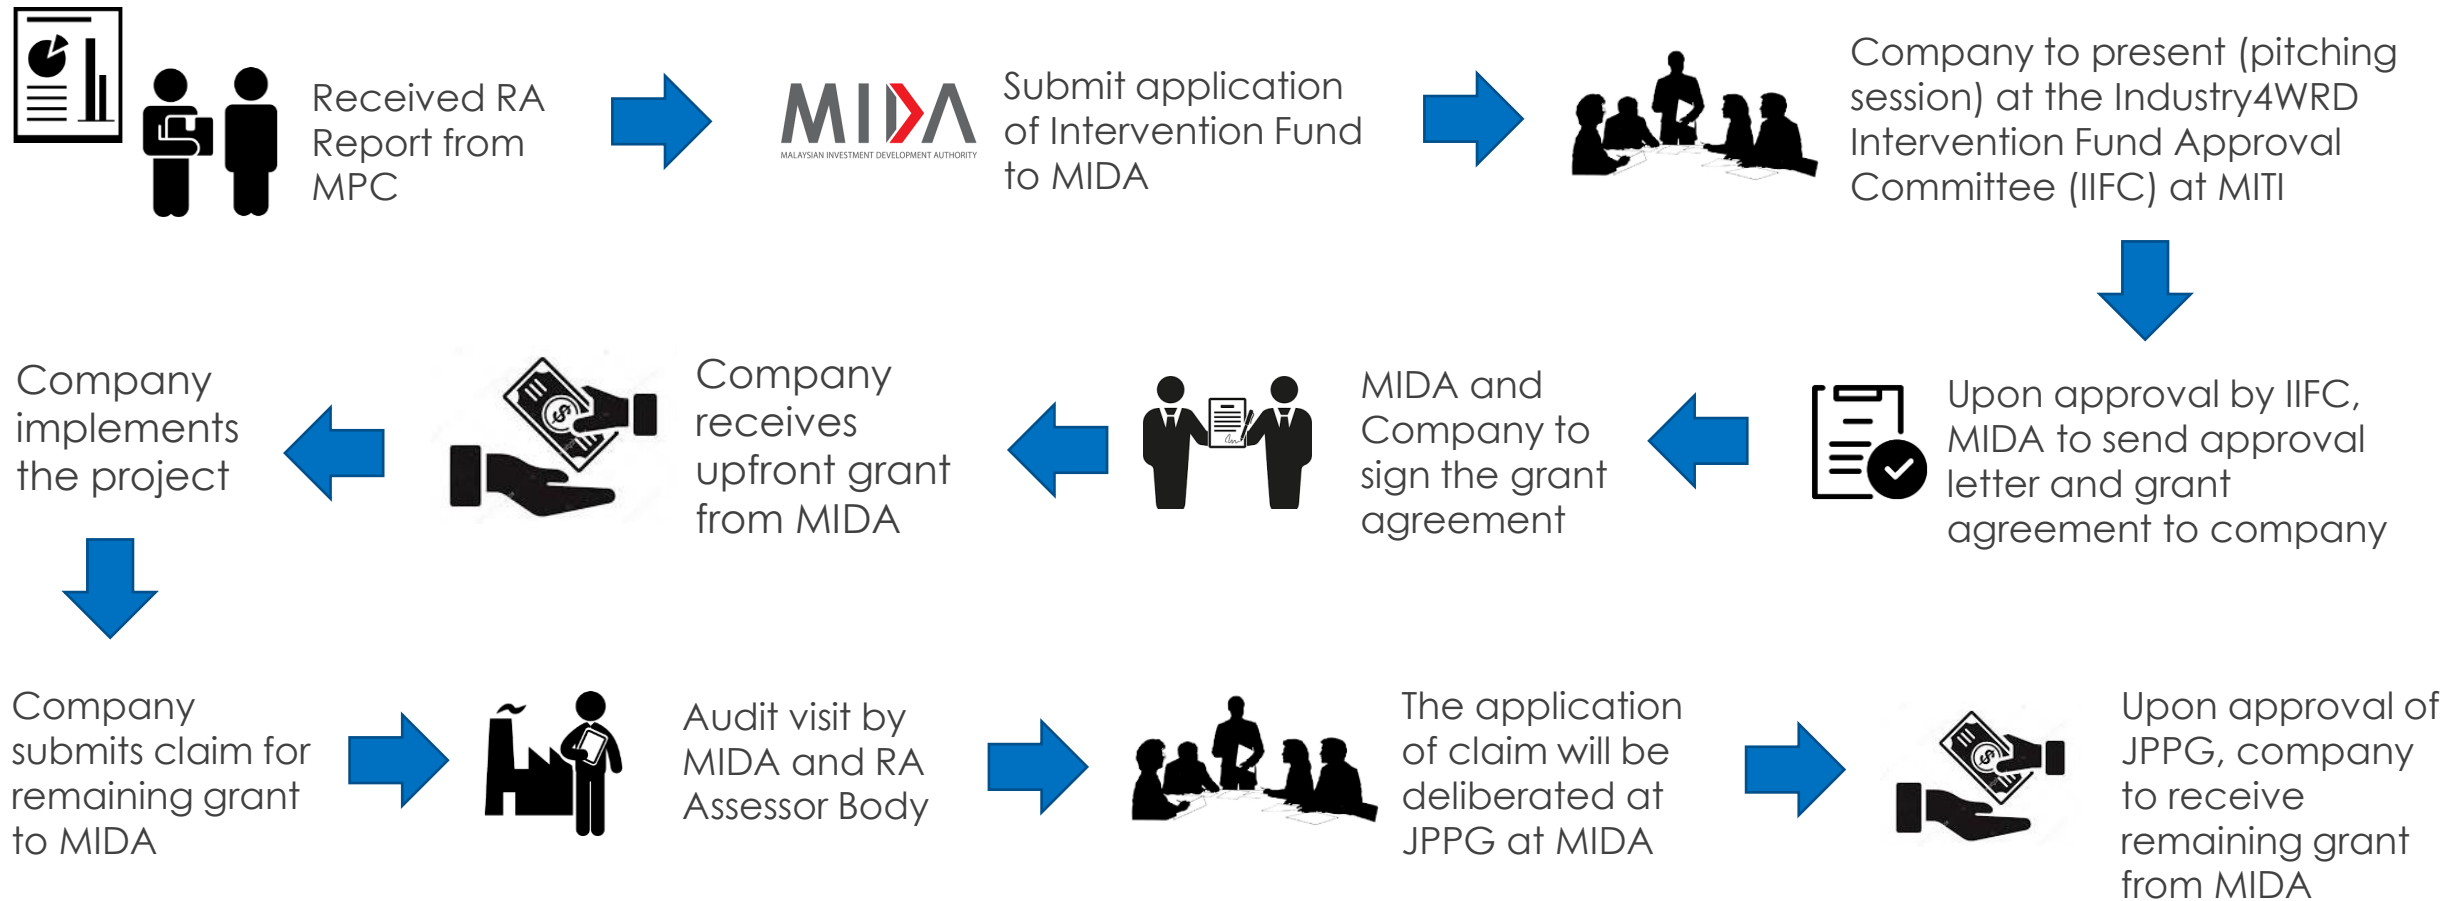 Received RA
Report from
MPC
MIDA
MALAYSIAN INVESTMENT DEVELOPMENT AUTHORITY
Submit application
of Intervention Fund
to MIDA
Company to present (pitching
session) at the Industry4WRD
Intervention Fund Approval
Committee (IIFC) at MITI
Upon approval by IIFC,
MIDA to send approval
letter and grant
agreement to company
MIDA and
Company to
sign the grant
agreement
Company
receives
upfront grant
from MIDA
Company
implements
the project
Company
submits claim for
remaining grant
to MIDA
Audit visit by
MIDA and RA
Assessor Body
The application
of claim will be
deliberated at
JPPG at MIDA
Upon approval of
JPPG, company
to receive
remaining grant
from MIDA